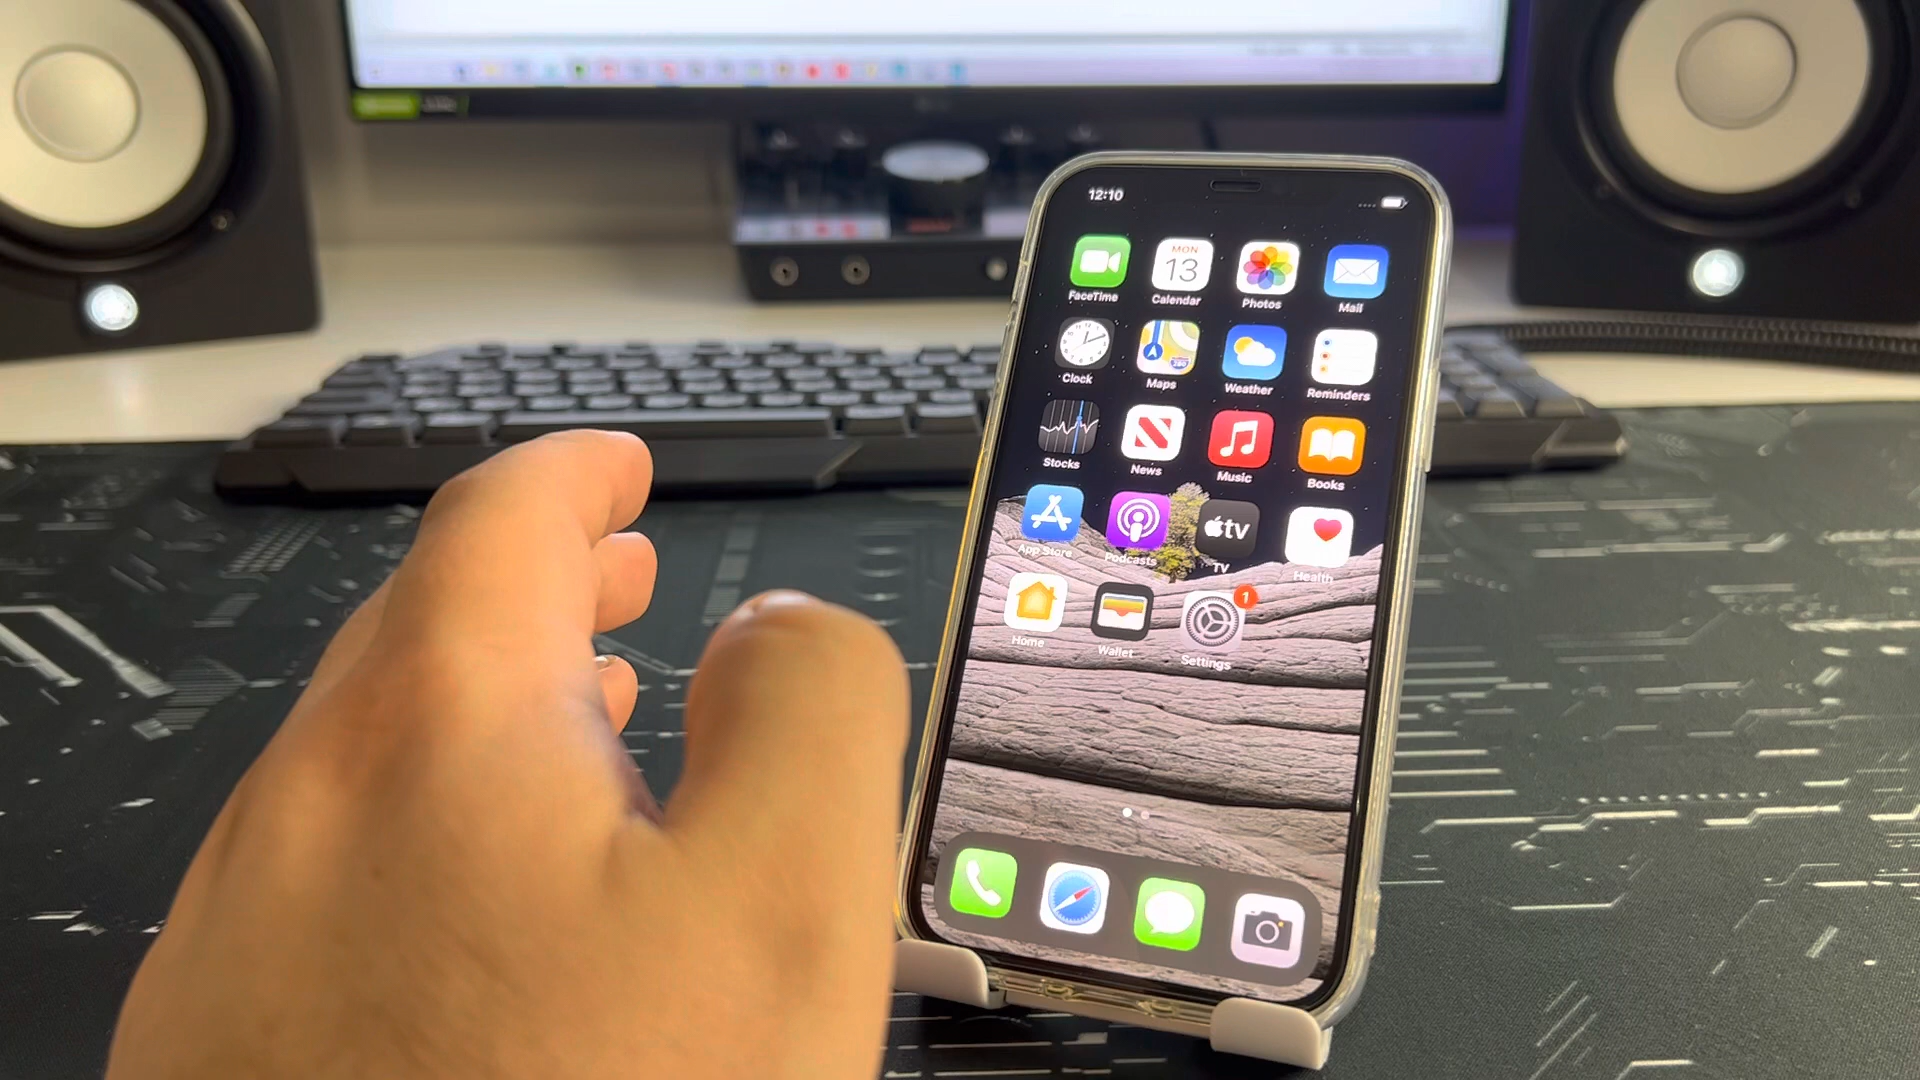 12:10
MON
13
FaceTime
Calendar
Photos
Mail
Clock
Maps
Weather
Reminders
280
Stocks
News
Music
Books
tv
App Store
Podcasts
TV
Health
1
Home
Wallet
Settings